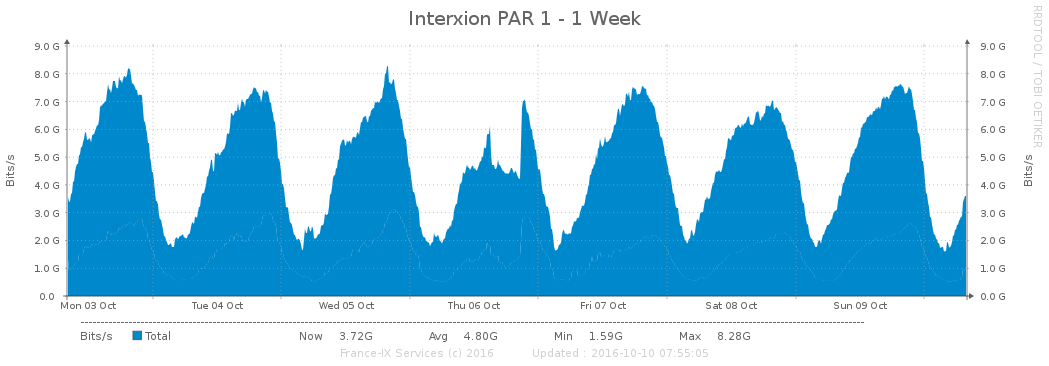 Interxion PAR 1 - 1 Week
RRDTOOL / TOBI OETIKER
Bits/s
9.0 G 9.0 G
8.0 G 8.0 G
7.0 G 7.0 G
6.0 G 6.0 G
5.0 G 5.0 G
4.0 G 4.0 G
3.0 G 3.0 G
2.0 G 2.0 G
1.0 G 1.0 G
0.0 0.0 G
Bits/s
Mon 03 Oct Tue 04 Oct Wed 05 Oct Thu 06 Oct Fri 07 Oct Sat 08 Oct Sun 09 Oct
Bits/s Total Now 3.72G Avg 4.80G Min 1.59G Max 8.28G
France-IX Services (c) 2016 Updated : 2016-10-10 07:55:05